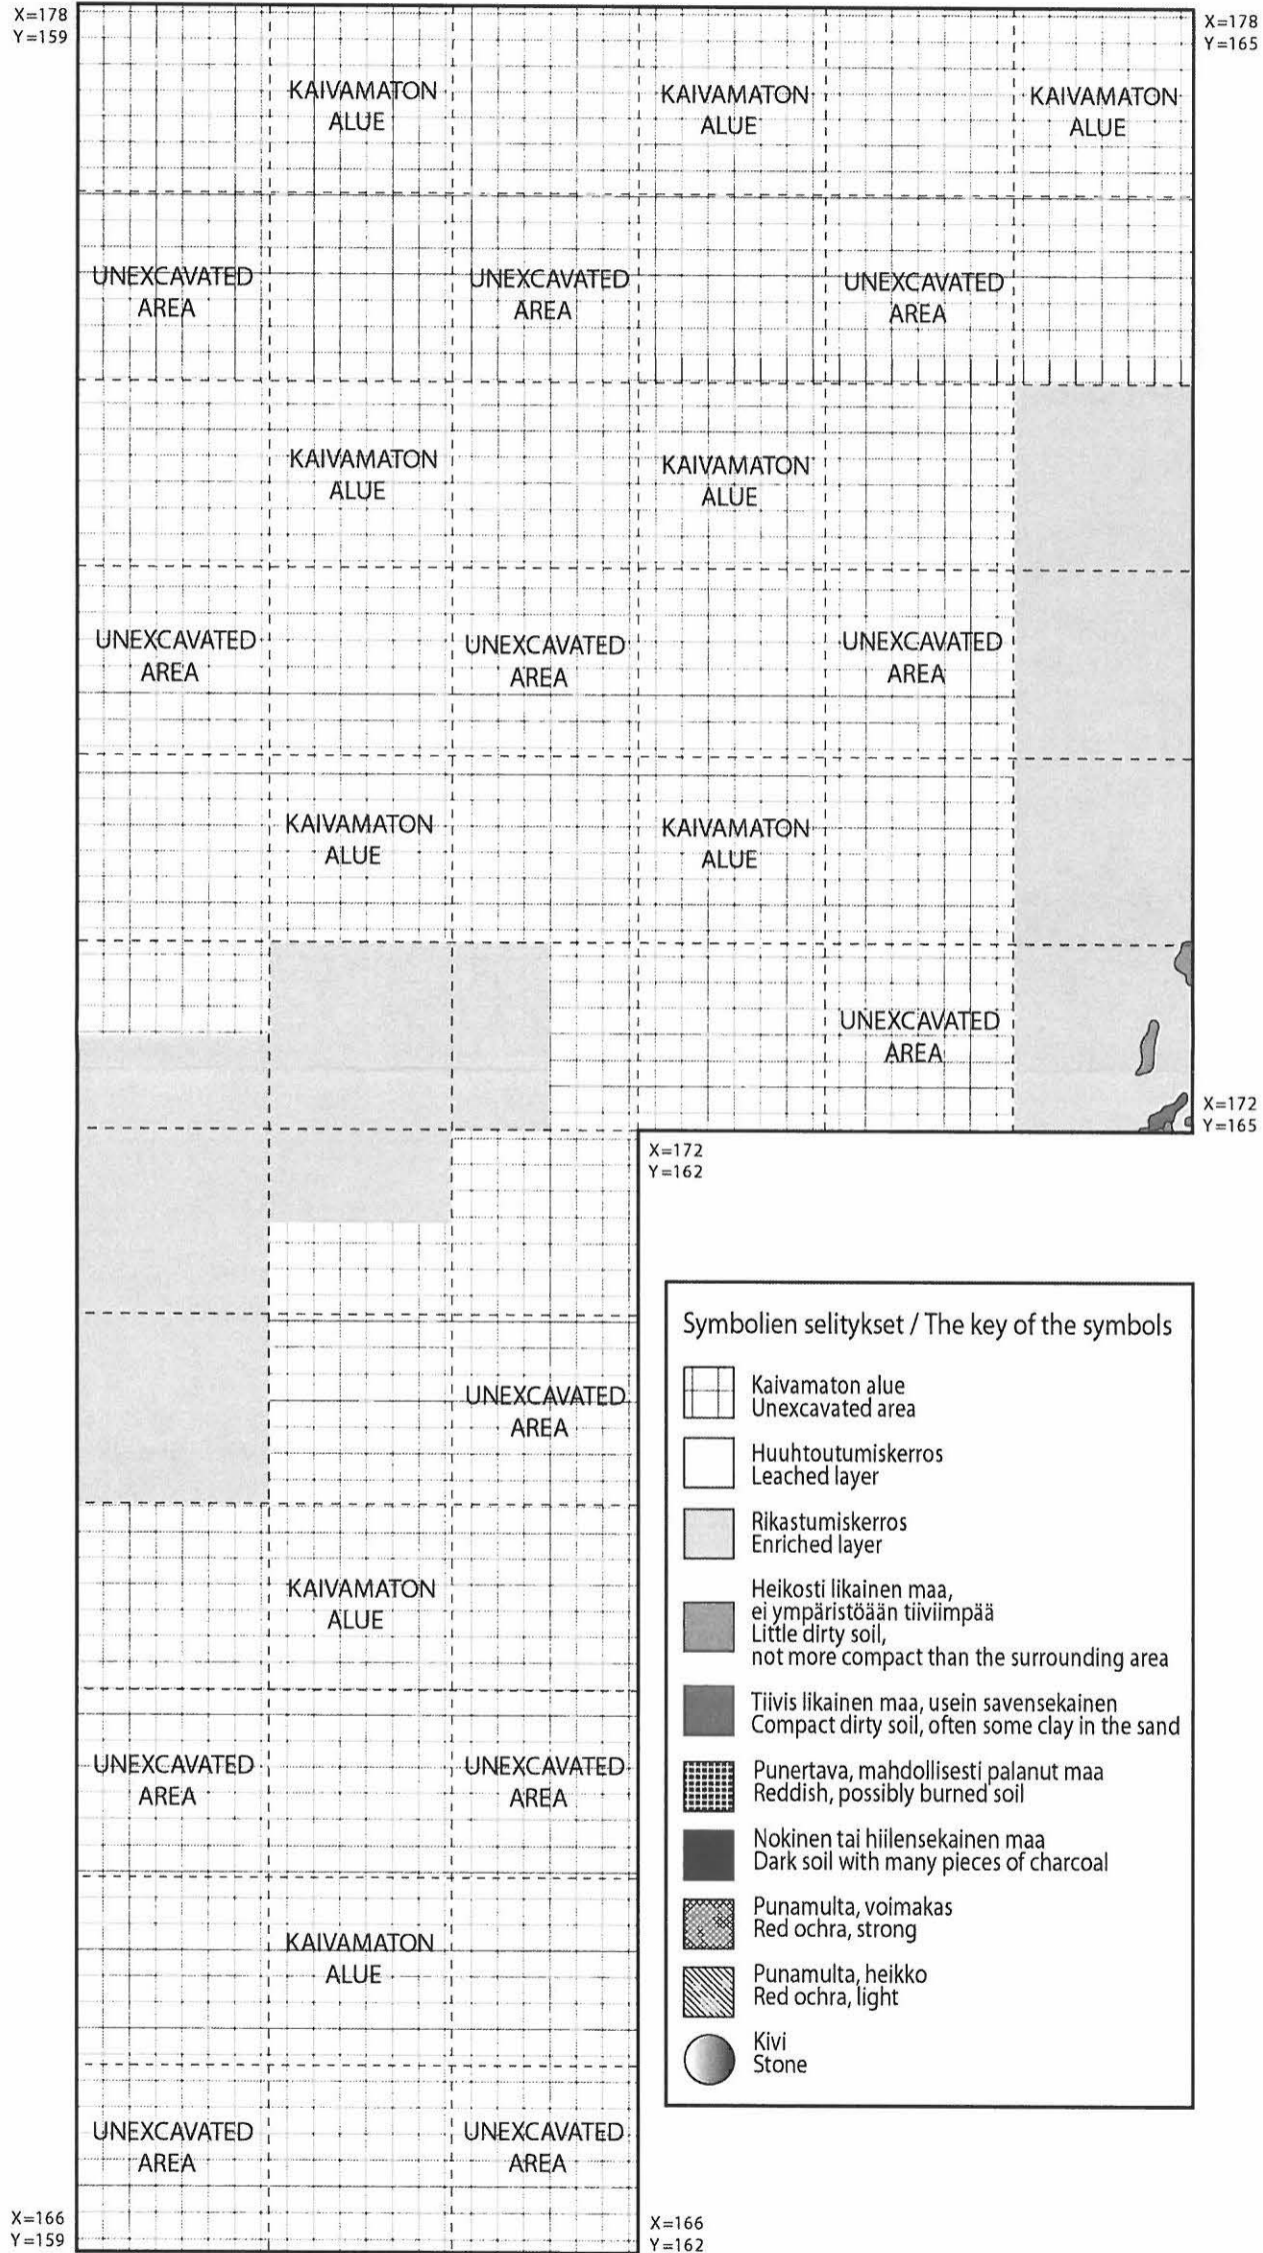 X=178
Y=159
X=178
Y=165
KAIVAMATON
ALUE
KAIVAMATON
ALUE
KAIVAMATON
ALUE
UNEXCAVATED
AREA
UNEXCAVATED
AREA
UNEXCAVATED
AREA
KAIVAMATON
ALUE
KAIVAMATON
ALUE
UNEXCAVATED
AREA
UNEXCAVATED
AREA
UNEXCAVATED
AREA
KAIVAMATON
ALUE
KAIVAMATON
ALUE
UNEXCAVATED
AREA
X=172
Y=165
X=172
Y=162
UNEXCAVATED
AREA
KAIVAMATON
ALUE
UNEXCAVATED
AREA
UNEXCAVATED
AREA
KAIVAMATON
ALUE
UNEXCAVATED
AREA
UNEXCAVATED
AREA
X=166
Y=159
X=166
Y=162
Symbolien selitykset / The key of the symbols
Kaivamaton alue
Unexcavated area
Huuhtoutumiskerros
Leached layer
Rikastumiskerros
Enriched layer
Heikosti likainen maa,
ei ympäristöään tiiviimpää
Little dirty soil,
not more compact than the surrounding area
Tiivis likainen maa, usein savensekainen
Compact dirty soil, often some clay in the sand
Punertava, mahdollisesti palanut maa
Reddish, possibly burned soil
Nokinen tai hiilensekainen maa
Dark soil with many pieces of charcoal
Punamulta, voimakas
Red ochra, strong
Punamulta, heikko
Red ochra, light
Kivi
Stone